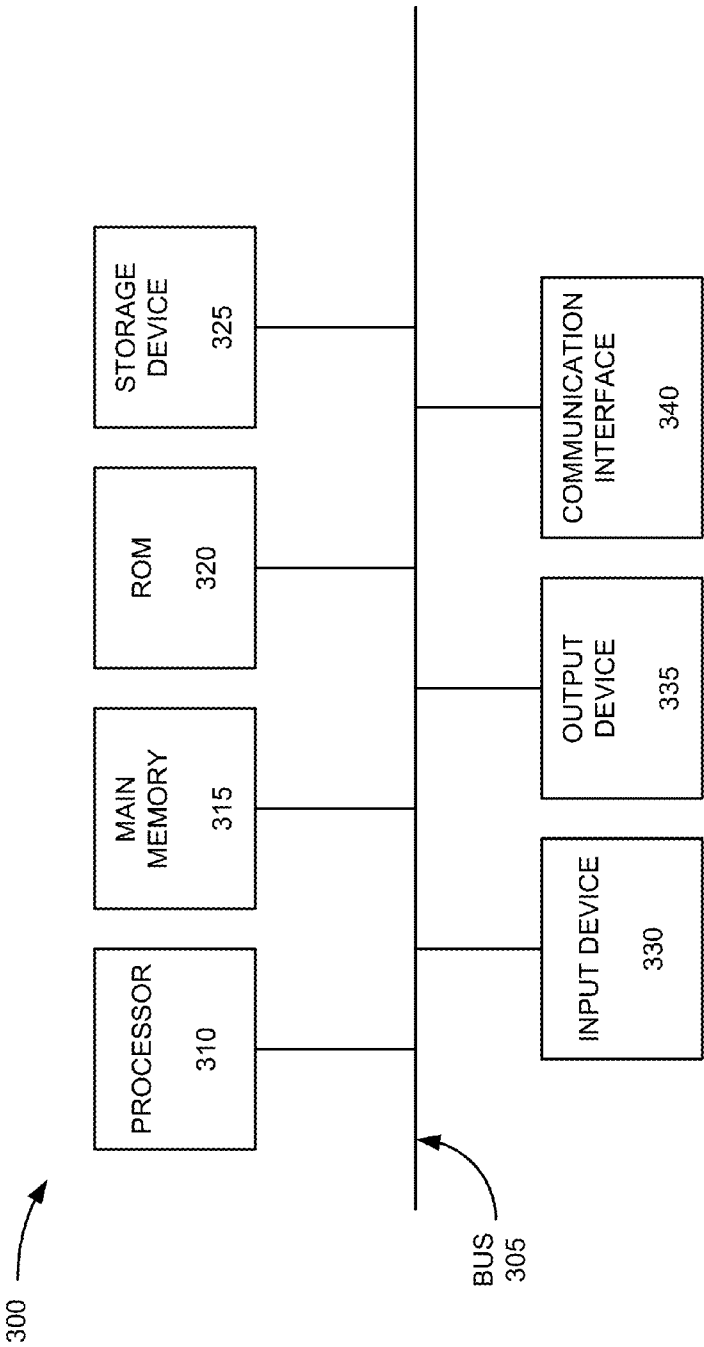 300
PROCESSOR
310
MAIN
MEMORY
315
ROM
320
STORAGE
DEVICE
325
BUS
305
INPUT DEVICE
330
OUTPUT
DEVICE
335
COMMUNICATION
INTERFACE
340